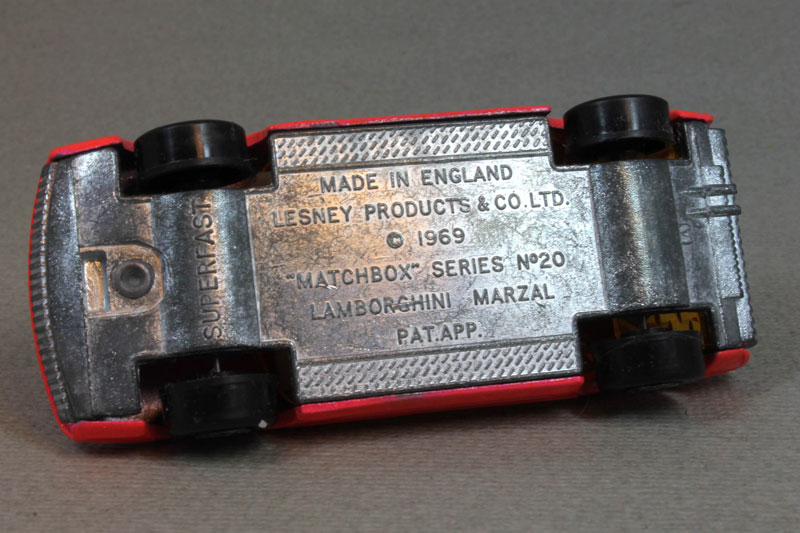 MADE IN ENGLAND
LESNEY PRODUCTS & CO. LTD.
© 1969
"MATCHBOX" SERIES Nº20
LAMBORGHINI MARZAL
PAT. APP.
SUPERFAST